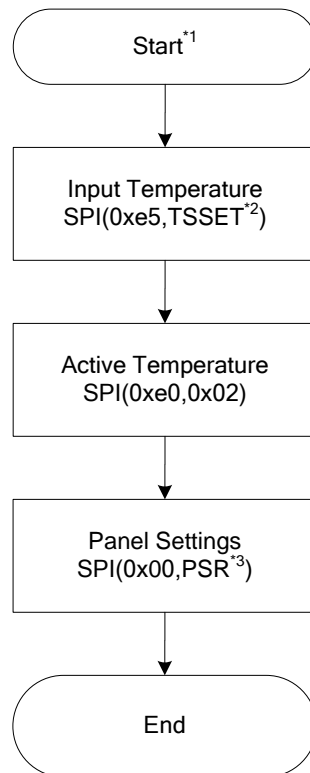 Start*1
Input Temperature
SPI(0xe5,TSSET*2)
Active Temperature
SPI(0xe0,0x02)
Panel Settings
SPI(0x00,PSR*3)
End